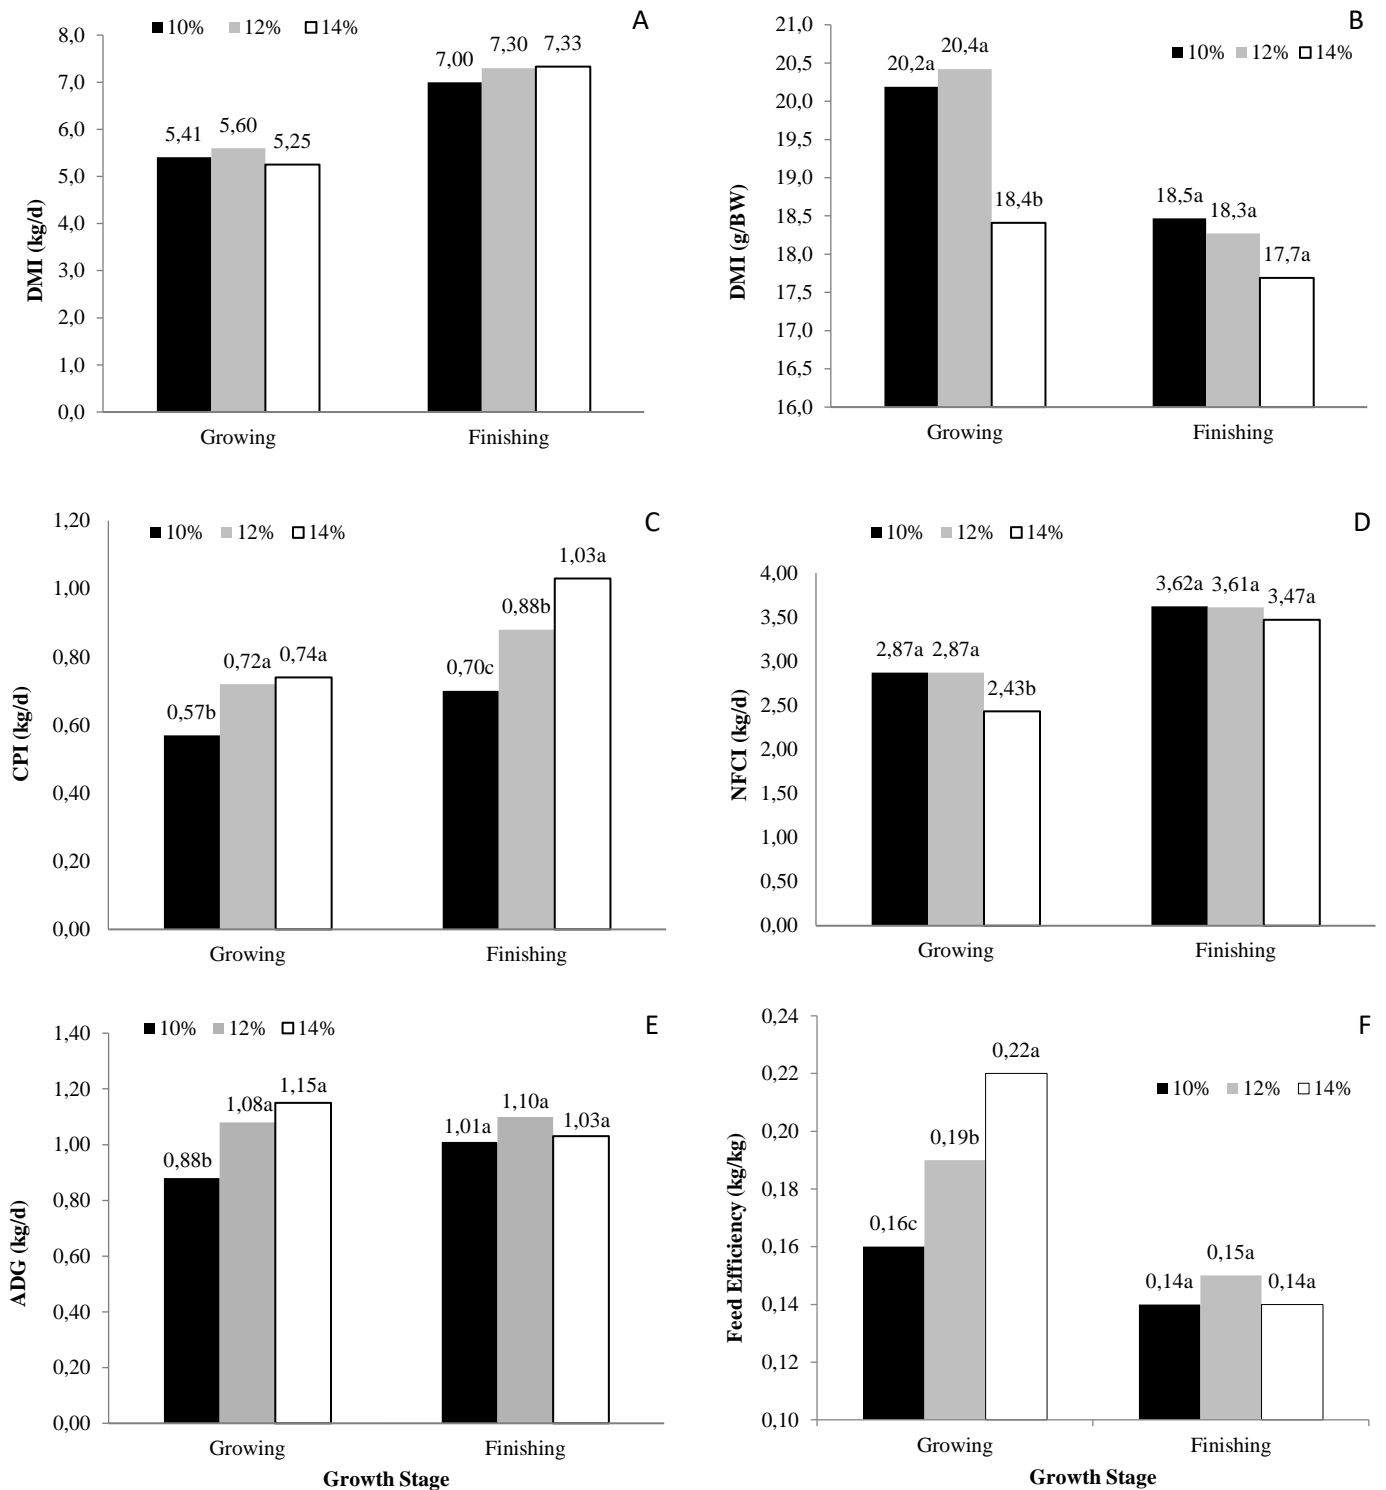 A
10% 12% 14%
DMI (kg/d)
8,0
7,0
6,0
5,0
4,0
3,0
2,0
1,0
0,0
5,41 5,60 5,25
7,00 7,30 7,33
Growing Finishing
B
10% 12% 14%
DMI (g/BW)
21,0
20,5
20,0
19,5
19,0
18,5
18,0
17,5
17,0
16,5
16,0
20,2a 20,4a 18,4b
18,5a 18,3a 17,7a
Growing Finishing
C
10% 12% 14%
CPI (kg/d)
1,20
1,00
0,80
0,60
0,40
0,20
0,00
0,57b 0,72a 0,74a
0,70c 0,88b 1,03a
Growing Finishing
D
10% 12% 14%
NFCI (kg/d)
4,00
3,50
3,00
2,50
2,00
1,50
1,00
0,50
0,00
2,87a 2,87a 2,43b
3,62a 3,61a 3,47a
Growing Finishing
E
10% 12% 14%
ADG (kg/d)
1,40
1,20
1,00
0,80
0,60
0,40
0,20
0,00
0,88b 1,08a 1,15a
1,01a 1,10a 1,03a
Growing Finishing
Growth Stage
F
10% 12% 14%
Feed Efficiency (kg/kg)
0,24
0,22
0,20
0,18
0,16
0,14
0,12
0,10
0,16c 0,19b 0,22a
0,14a 0,15a 0,14a
Growing Finishing
Growth Stage